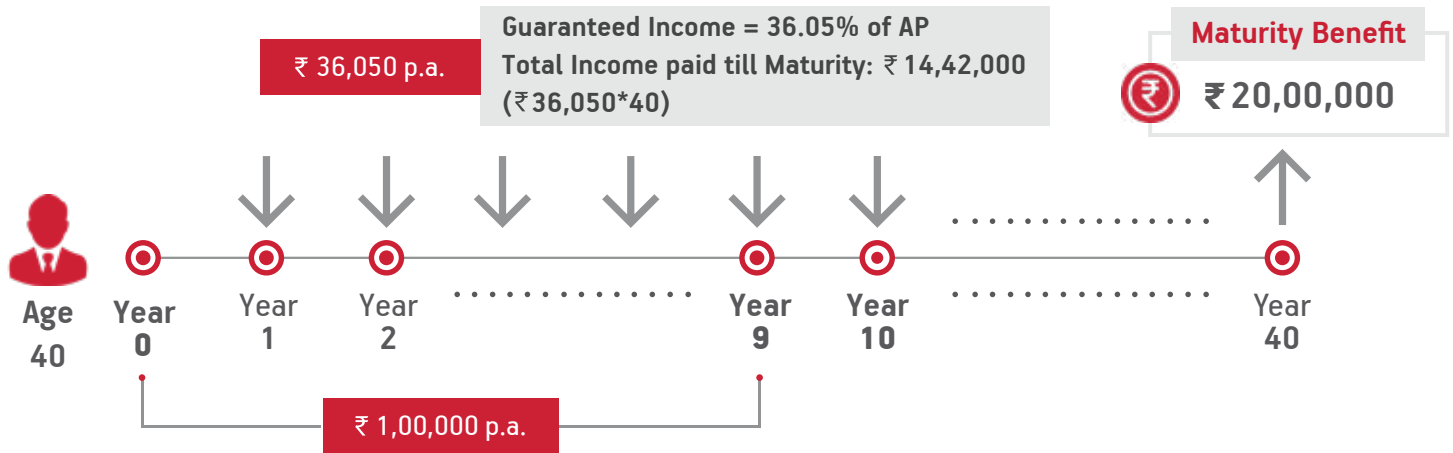 Guaranteed Income = 36.05% of AP
₹ 36,050 p.a.
Total Income paid till Maturity: ₹ 14,42,000
(₹36,050*40)
Maturity Benefit
₹
₹ 20,00,000
Age
40
Year
0
Year
1
Year
2
Year
9
Year
10
Year
40
₹ 1,00,000 p.a.